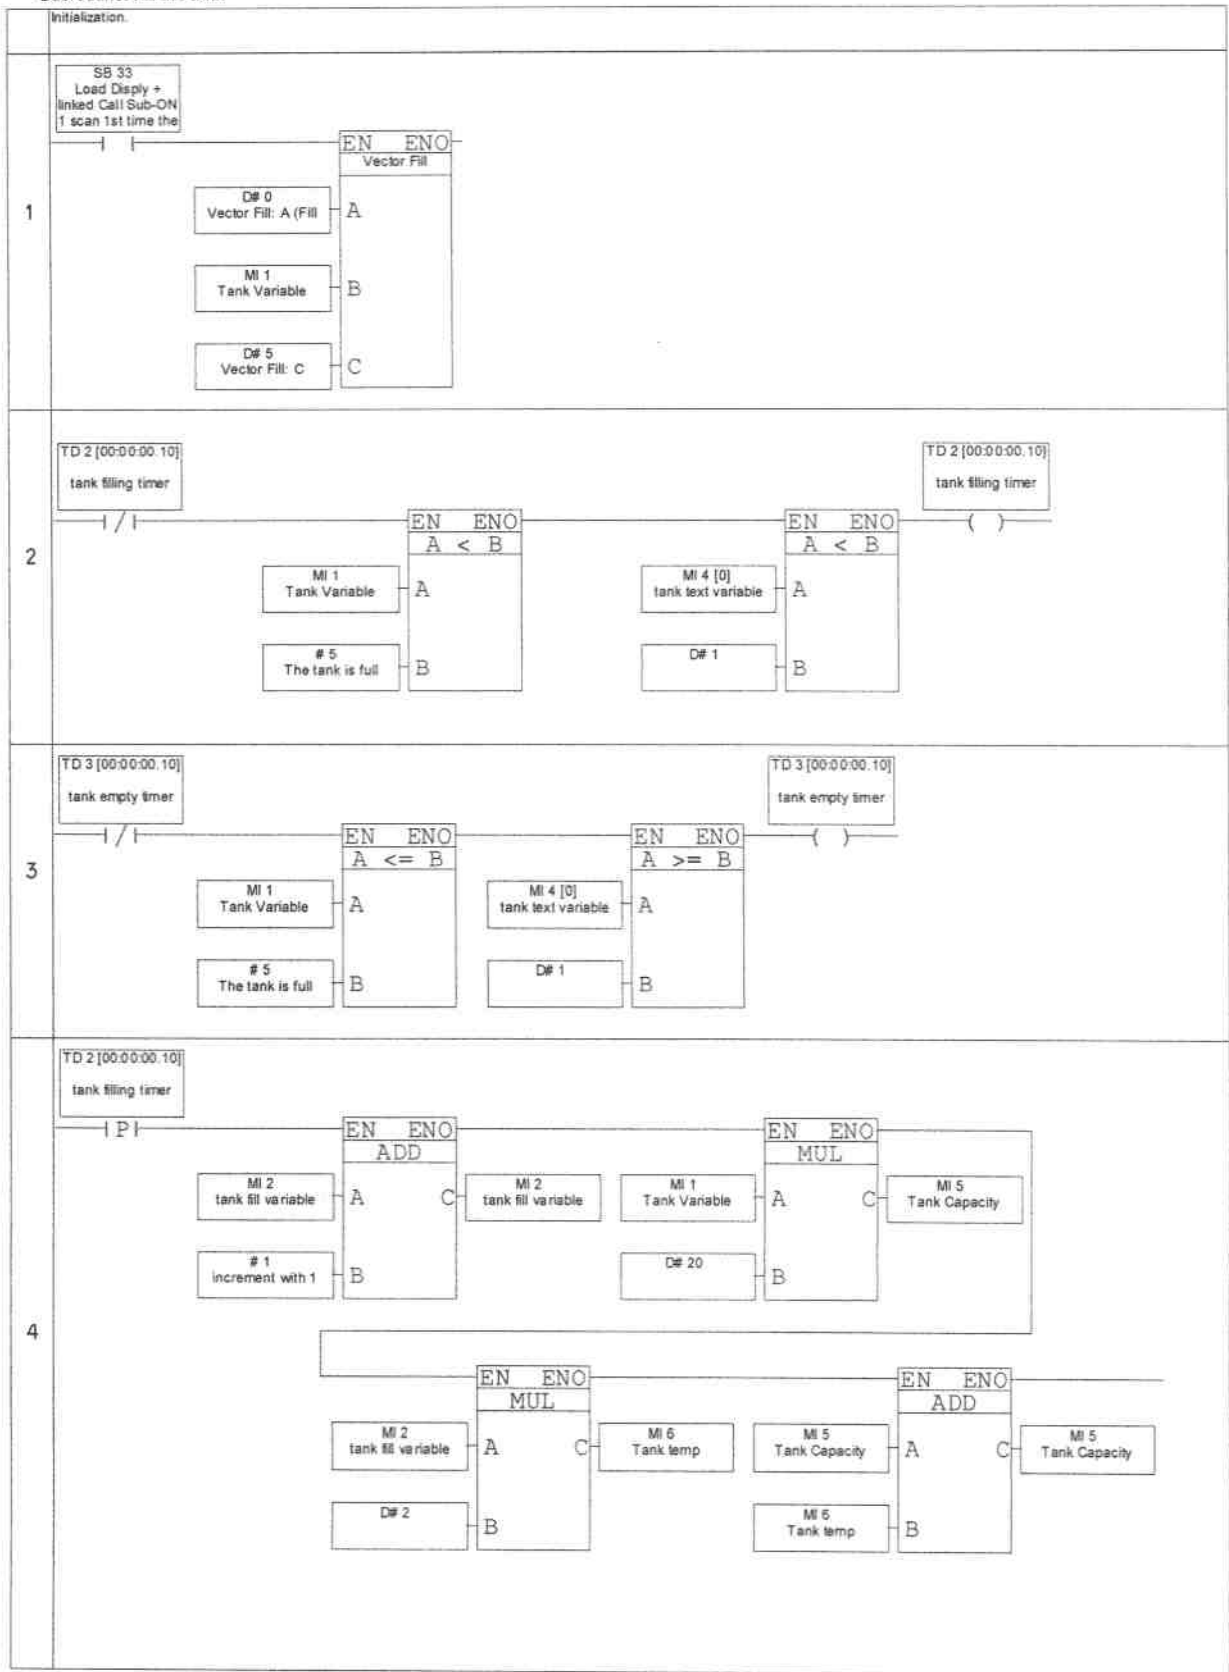 Initialization.
1
SB 33
Load Disply +
linked Call Sub-ON
1 scan 1st time the
EN ENO
Vector Fill
D# 0
Vector Fill: A (Fill
A
MI 1
Tank Variable
B
D# 5
Vector Fill: C
C
2
TD 2 [00:00:00.10]
tank filling timer
TD 2 [00:00:00.10]
tank filling timer
EN ENO
A < B
EN ENO
A < B
MI 1
Tank Variable
A
MI 4 [0]
tank text variable
A
# 5
The tank is full
B
D# 1
B
3
TD 3 [00:00:00.10]
tank empty timer
TD 3 [00:00:00.10]
tank empty timer
EN ENO
A <= B
EN ENO
A >= B
MI 1
Tank Variable
A
MI 4 [0]
tank text variable
A
# 5
The tank is full
B
D# 1
B
4
TD 2 [00:00:00.10]
tank filling timer
P
EN ENO
ADD
EN ENO
MUL
MI 2
tank fill variable
A C
MI 2
tank fill variable
MI 1
Tank Variable
A C
MI 5
Tank Capacity
# 1
increment with 1
B
D# 20
B
EN ENO
MUL
EN ENO
ADD
MI 2
tank fill variable
A C
MI 6
Tank temp
MI 5
Tank Capacity
A C
MI 5
Tank Capacity
D# 2
B
MI 6
Tank temp
B